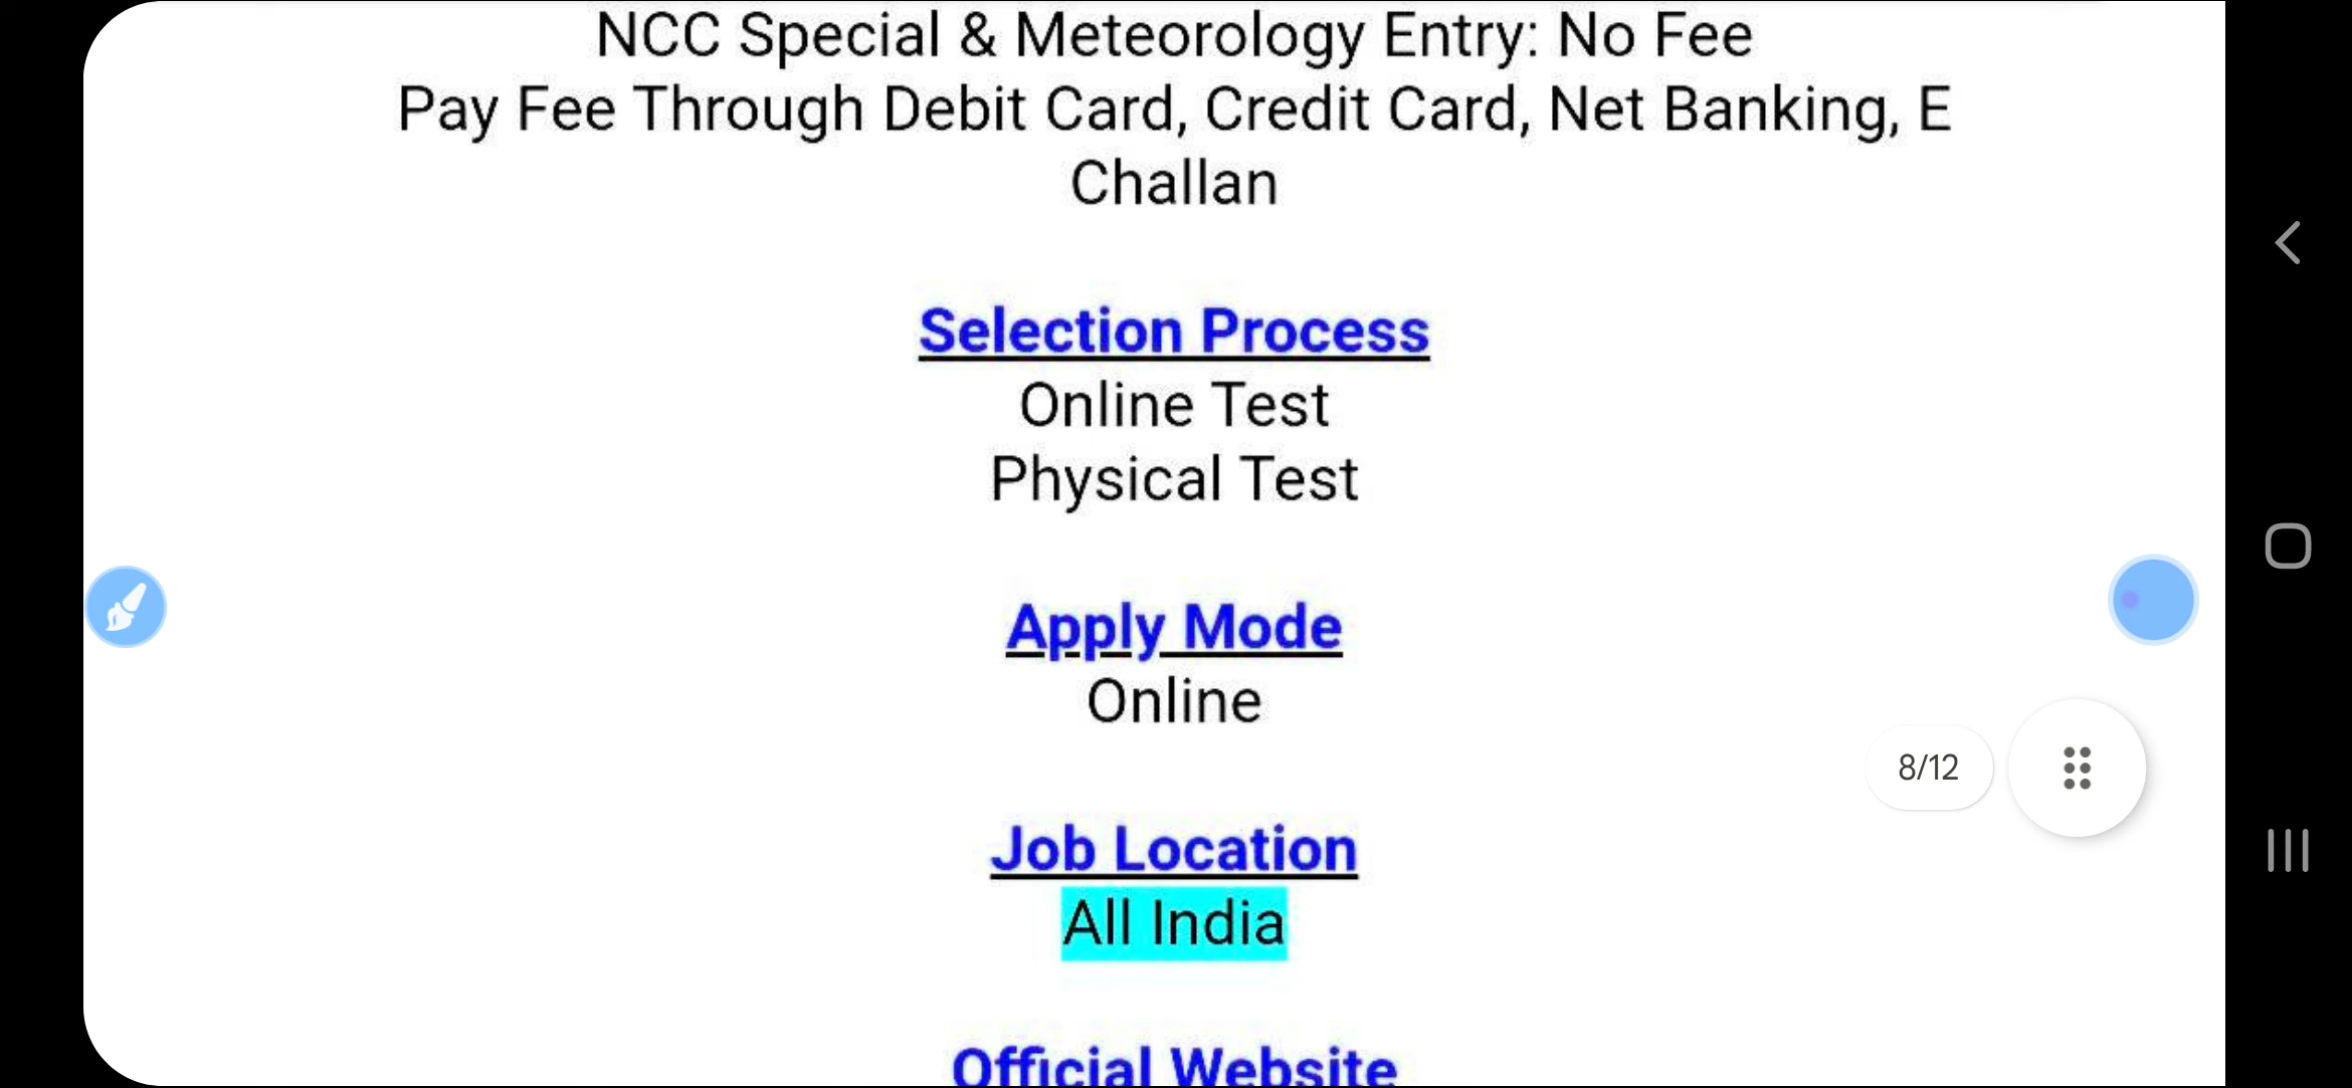 NCC Special & Meteorology Entry: No Fee
Pay Fee Through Debit Card, Credit Card, Net Banking, E
Challan
Selection Process
Online Test
Physical Test
Apply Mode
Online
8/12
Job Location
All India
Official Website